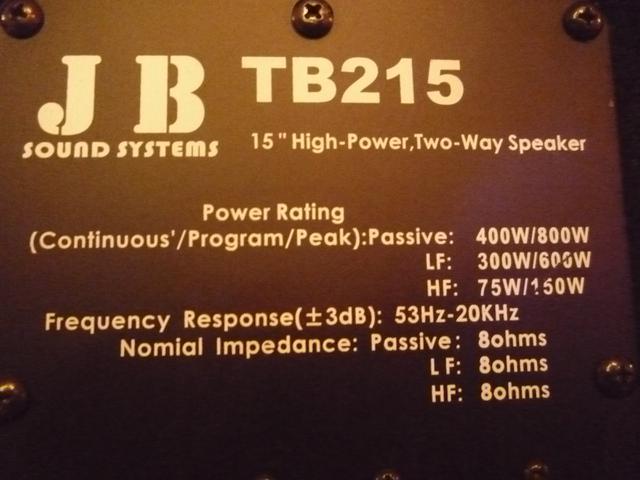 JB
SOUND SYSTEMS
TB215
15" High-Power,Two-Way Speaker
Power Rating
(Continuous'/Program/Peak):Passive: 400W/800W
LF: 300W/600W
HF: 75W/150W
Frequency Response(±3dB): 53Hz-20KHz
Nomial Impedance: Passive: 8ohms
LF: 8ohms
HF: 8ohms